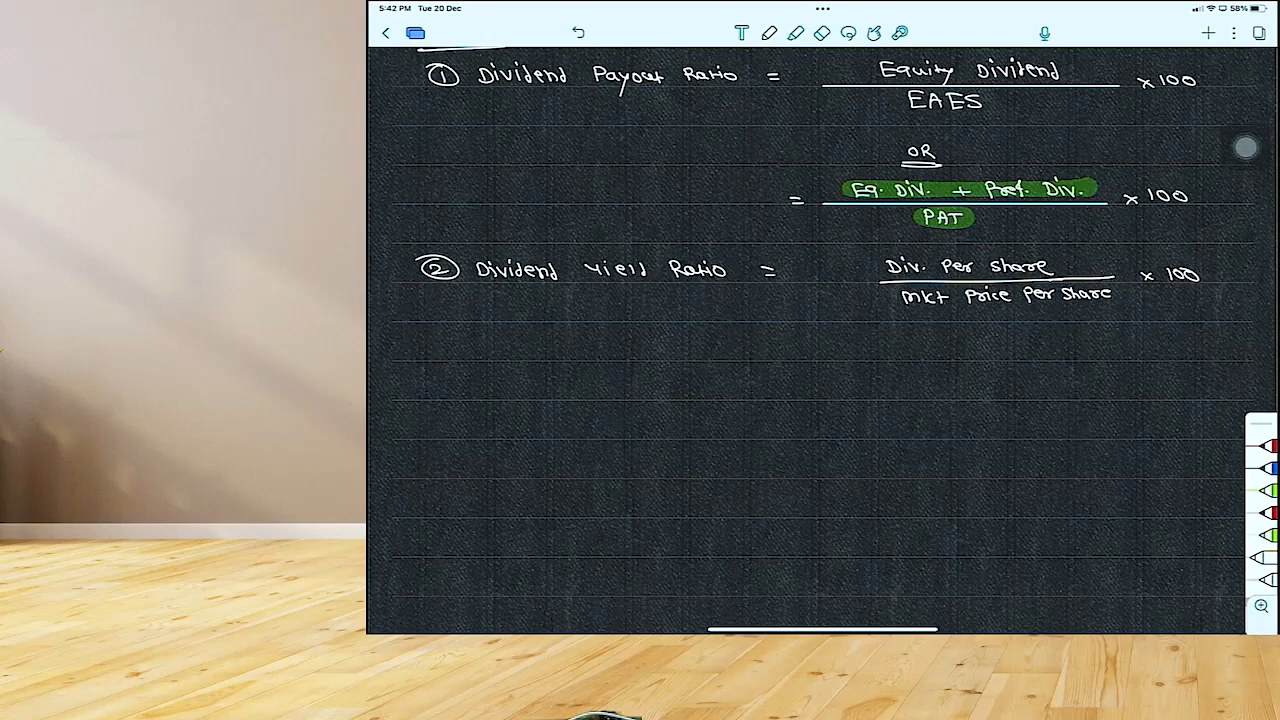 5:42 PM Tue 20 Dec
58%
① Dividend Payout Ratio = Equity Dividend / EAES × 100
OR
= Eq. Div. + Pref. Div. / PAT × 100
② Dividend Yield Ratio = Div. Per Share / Mkt Price Per Share × 100